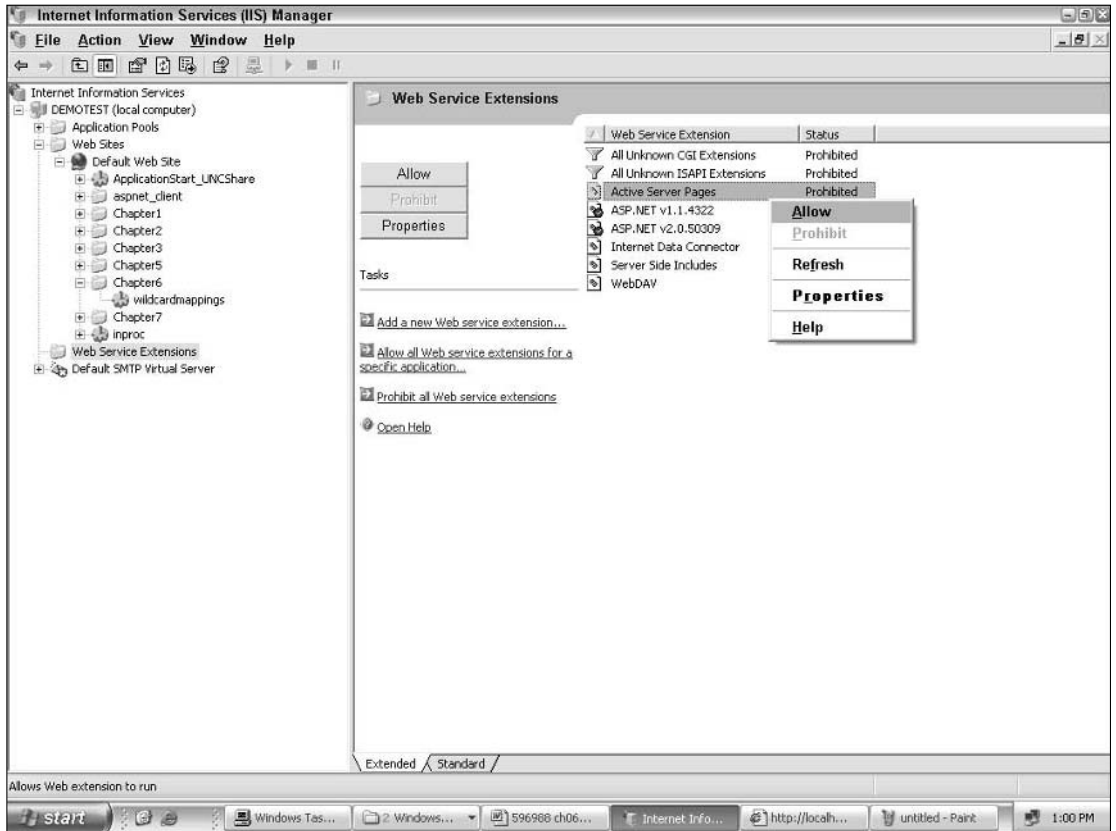 Internet Information Services (IIS) Manager
File Action View Window Help
Internet Information Services
DEMOTEST (local computer)
Application Pools
Web Sites
Default Web Site
ApplicationStart_UNCShare
aspnet_client
Chapter1
Chapter2
Chapter3
Chapter5
Chapter6
wildcardmappings
Chapter7
inproc
Web Service Extensions
Default SMTP Virtual Server
Web Service Extensions
Allow
Prohibit
Properties
Tasks
Add a new Web service extension...
Allow all Web service extensions for a
specific application...
Prohibit all Web service extensions
Open Help
Web Service Extension Status
All Unknown CGI Extensions Prohibited
All Unknown ISAPI Extensions Prohibited
Active Server Pages Prohibited
ASP.NET v1.1.4322
ASP.NET v2.0.50309
Internet Data Connector
Server Side Includes
WebDAV
Allow
Prohibit
Refresh
Properties
Help
Extended Standard
Allows Web extension to run
start Windows Tas... 2 Windows... 596988 ch06... Internet Info... http://localh... untitled - Paint 1:00 PM